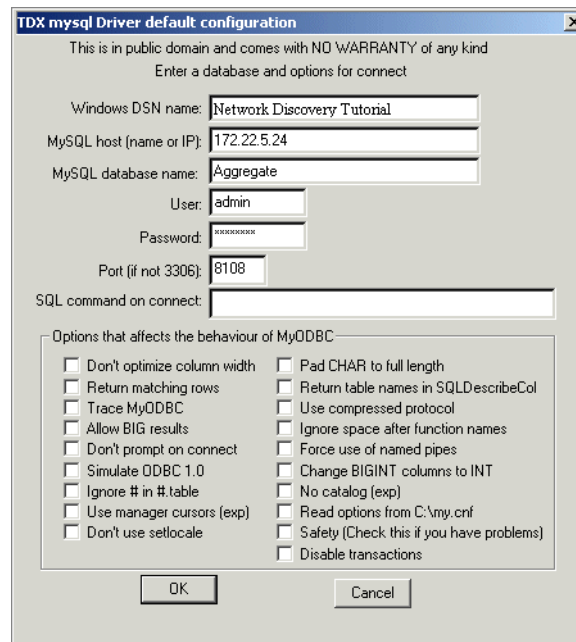 TDX mysql Driver default configuration
This is in public domain and comes with NO WARRANTY of any kind
Enter a database and options for connect
Windows DSN name: Network Discovery Tutorial
MySQL host (name or IP): 172.22.5.24
MySQL database name: Aggregate
User: admin
Password: ********
Port (if not 3306): 8108
SQL command on connect:
Options that affects the behaviour of MyODBC
Don't optimize column width
Return matching rows
Trace MyODBC
Allow BIG results
Don't prompt on connect
Simulate ODBC 1.0
Ignore # in #.table
Use manager cursors (exp)
Don't use setlocale
Pad CHAR to full length
Return table names in SQLDescribeCol
Use compressed protocol
Ignore space after function names
Force use of named pipes
Change BIGINT columns to INT
No catalog (exp)
Read options from C:\my.cnf
Safety (Check this if you have problems)
Disable transactions
OK
Cancel